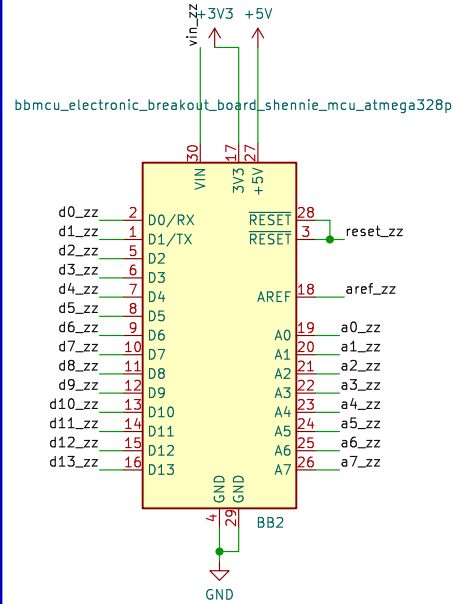 vin_zz
+3V3 +5V
bbmcu_electronic_breakout_board_shennie_mcu_atmega328p
30 17 27
VIN 3V3 +5V
d0_zz 2 D0/RX RESET 28
d1_zz 1 D1/TX RESET 3 reset_zz
d2_zz 5 D2
d3_zz 6 D3
d4_zz 7 D4 AREF 18 aref_zz
d5_zz 8 D5
d6_zz 9 D6 A0 19 a0_zz
d7_zz 10 D7 A1 20 a1_zz
d8_zz 11 D8 A2 21 a2_zz
d9_zz 12 D9 A3 22 a3_zz
d10_zz 13 D10 A4 23 a4_zz
d11_zz 14 D11 A5 24 a5_zz
d12_zz 15 D12 A6 25 a6_zz
d13_zz 16 D13 A7 26 a7_zz
GND GND
4 29 BB2
GND